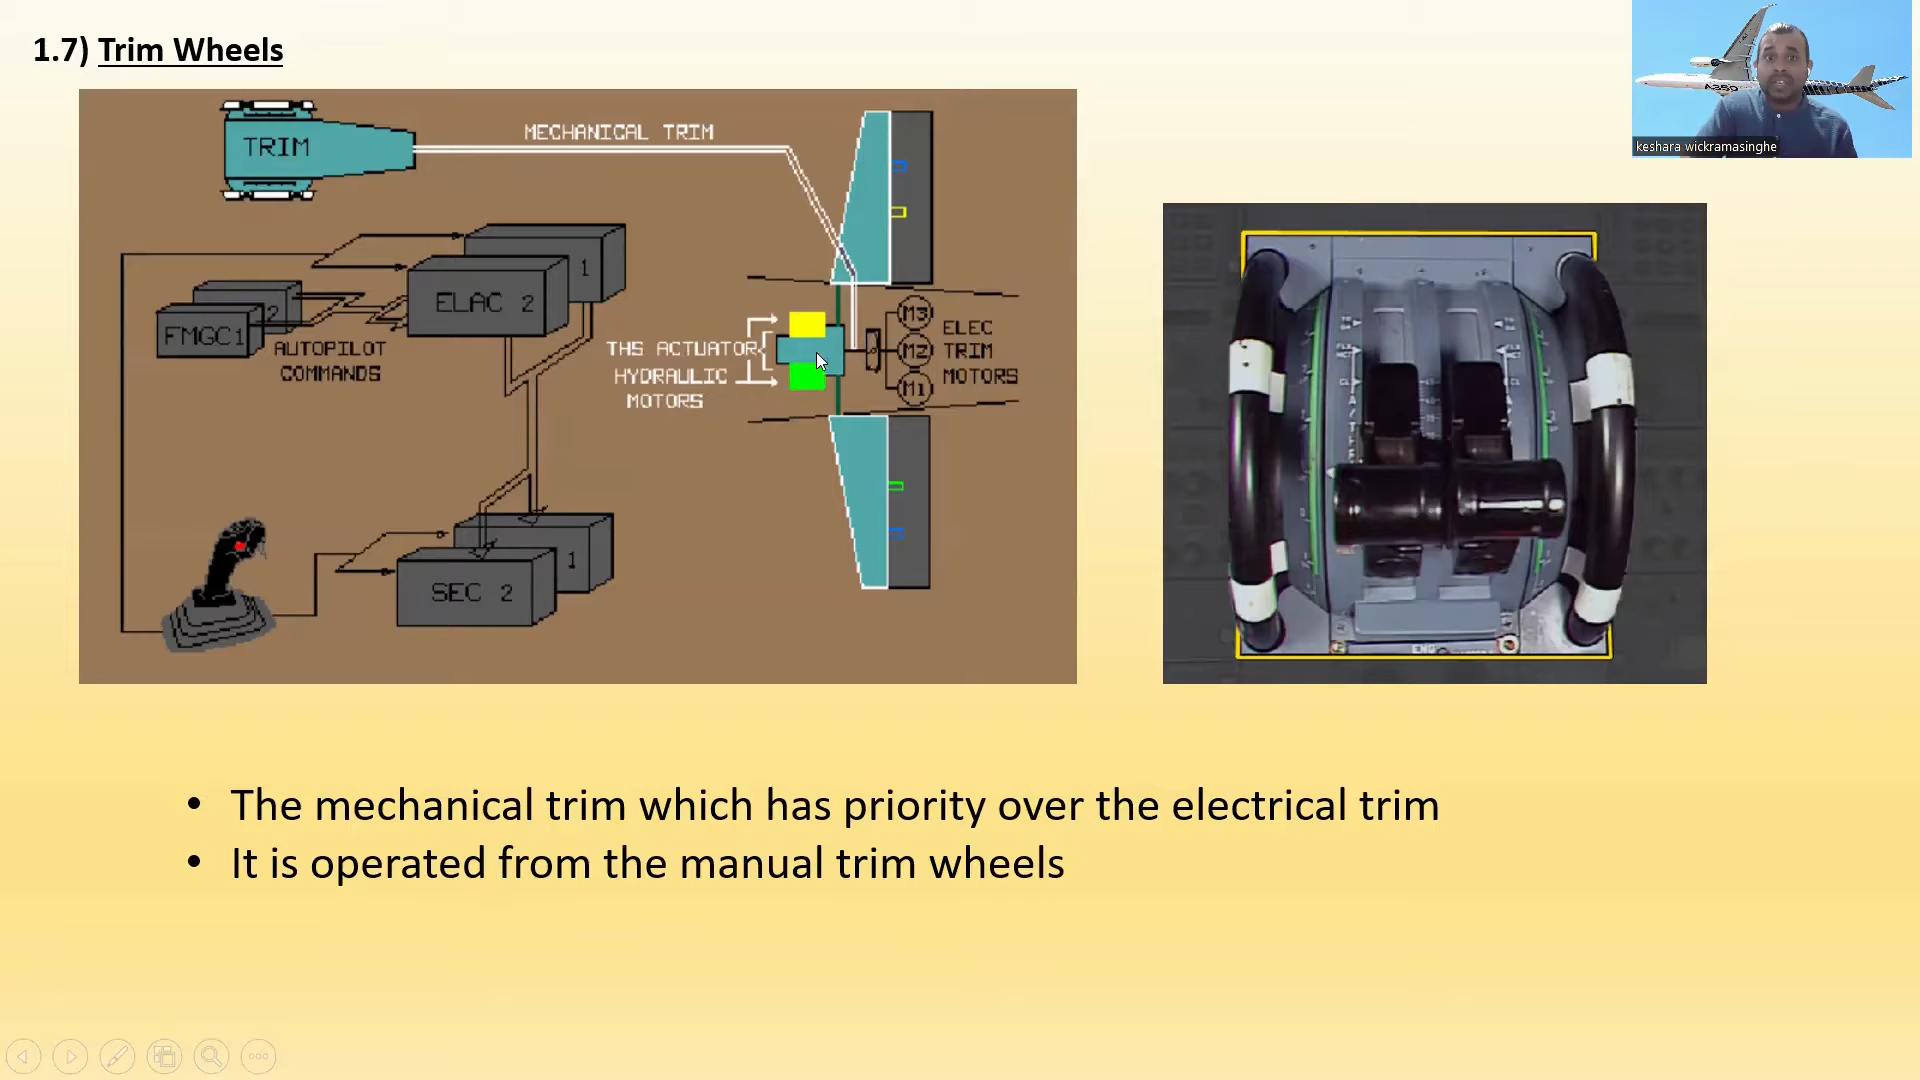 1.7) Trim Wheels
TRIM
MECHANICAL TRIM
1
ELAC 2
2
FMGC1
AUTOPILOT
COMMANDS
THS ACTUATOR
HYDRAULIC
MOTORS
M3
M2
M1
ELEC
TRIM
MOTORS
1
SEC 2
A350
keshara wickramasinghe
• The mechanical trim which has priority over the electrical trim
• It is operated from the manual trim wheels